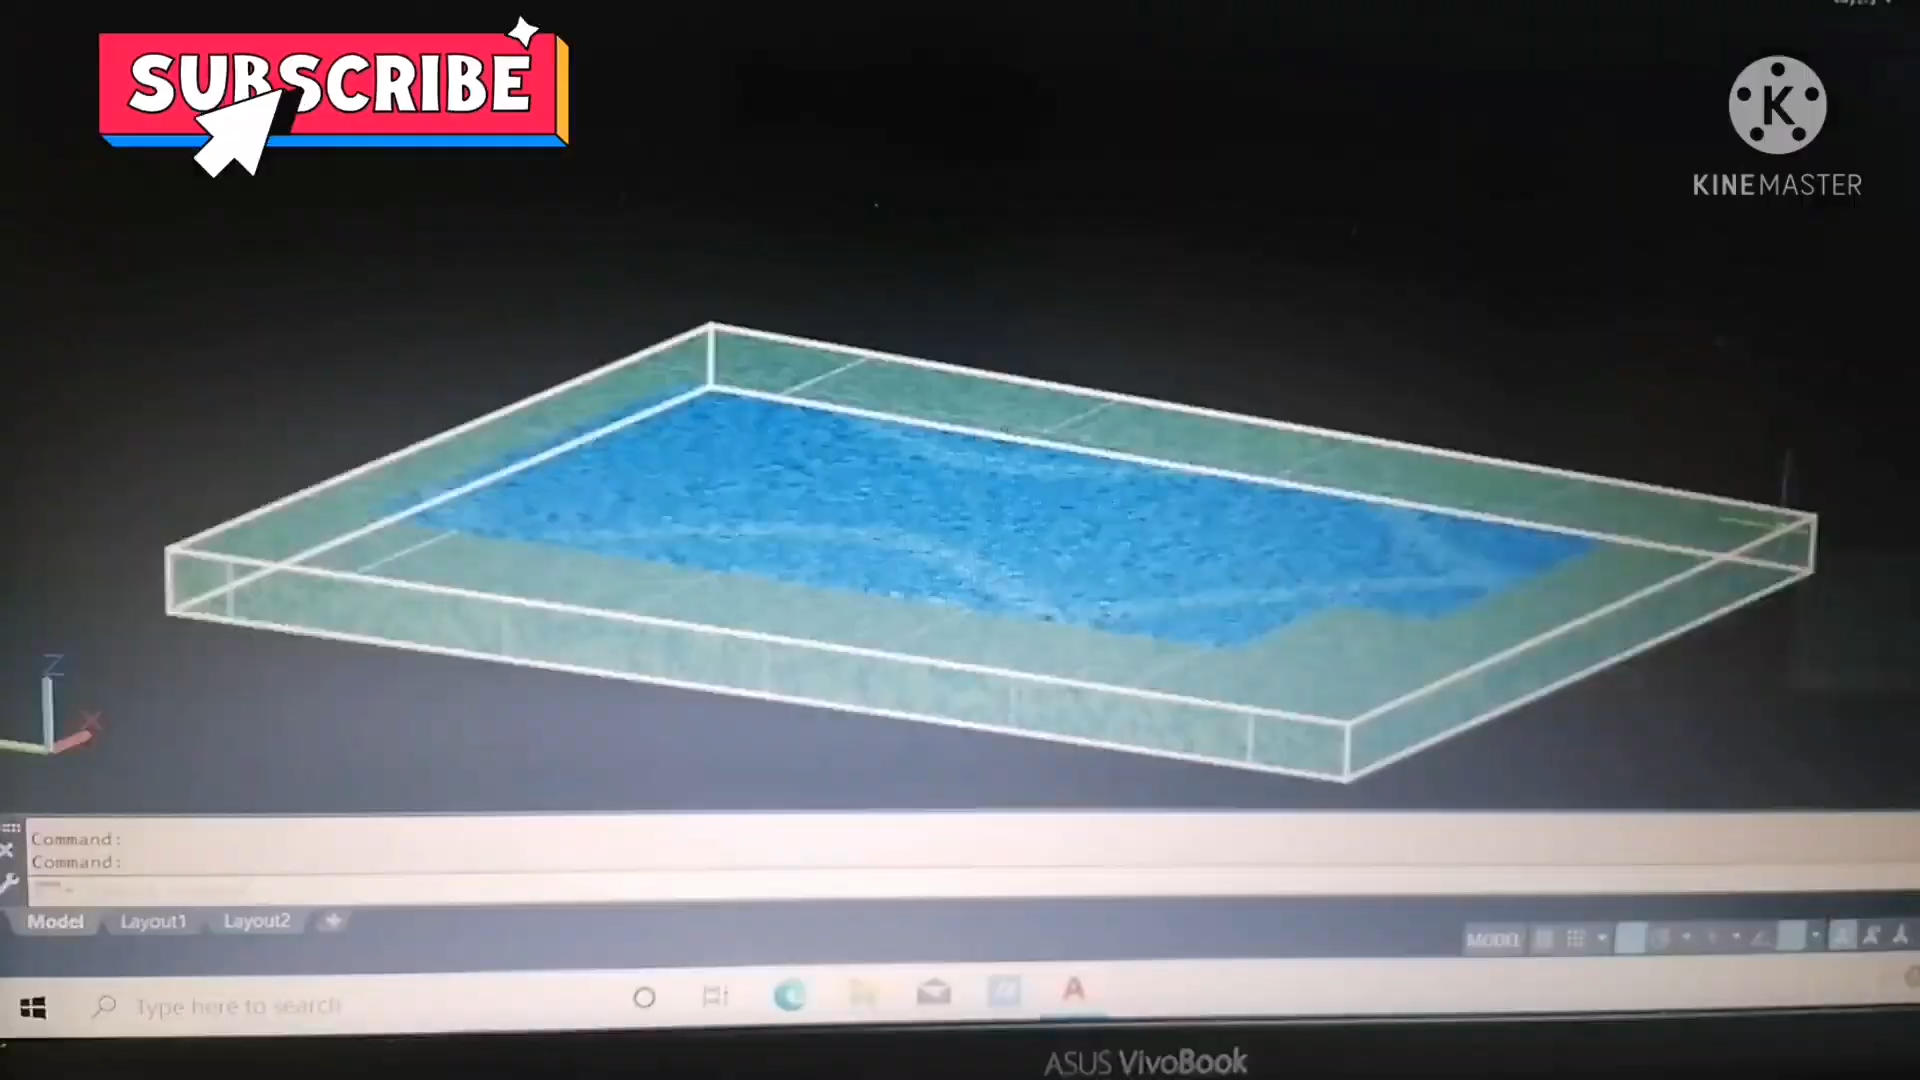 SUBSCRIBE
K
KINEMASTER
Z
X
Command:
Command:
Model
Layout1
Layout2
MODEL
Type here to search
ASUS VivoBook